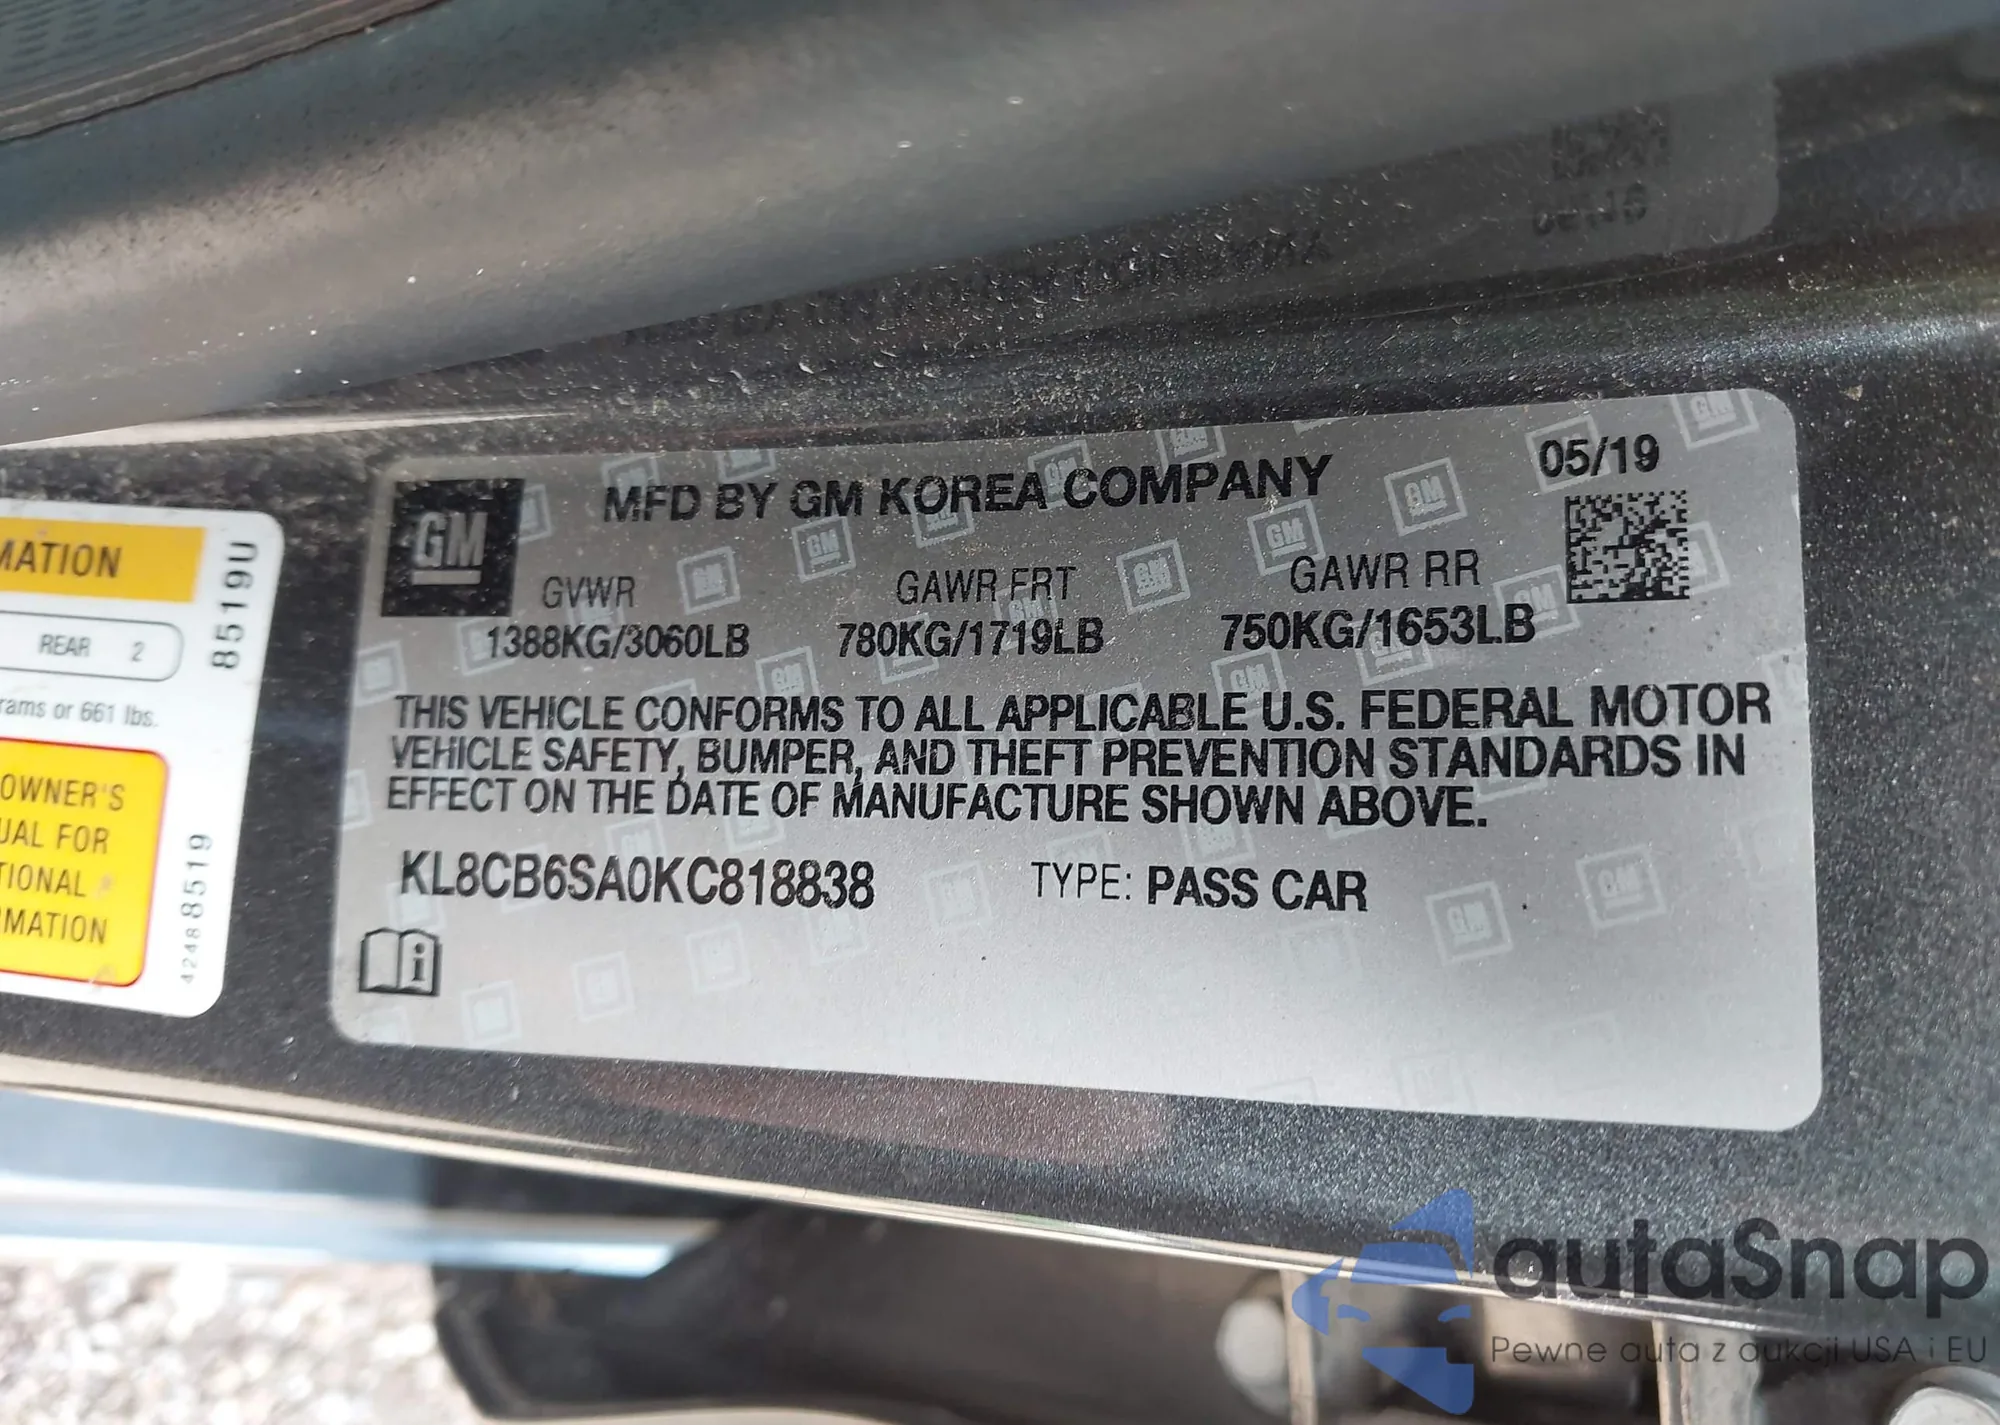 MATION
REAR 2
rams or 661 lbs.
OWNER'S
UAL FOR
TIONAL
RMATION
8519U
42488519
GM
MFD BY GM KOREA COMPANY
05/19
GVWR GAWR FRT GAWR RR
1388KG/3060LB 780KG/1719LB 750KG/1653LB
THIS VEHICLE CONFORMS TO ALL APPLICABLE U.S. FEDERAL MOTOR
VEHICLE SAFETY, BUMPER, AND THEFT PREVENTION STANDARDS IN
EFFECT ON THE DATE OF MANUFACTURE SHOWN ABOVE.
KL8CB6SA0KC818838 TYPE: PASS CAR
autaSnap
Pewne auta z aukcji USA i EU